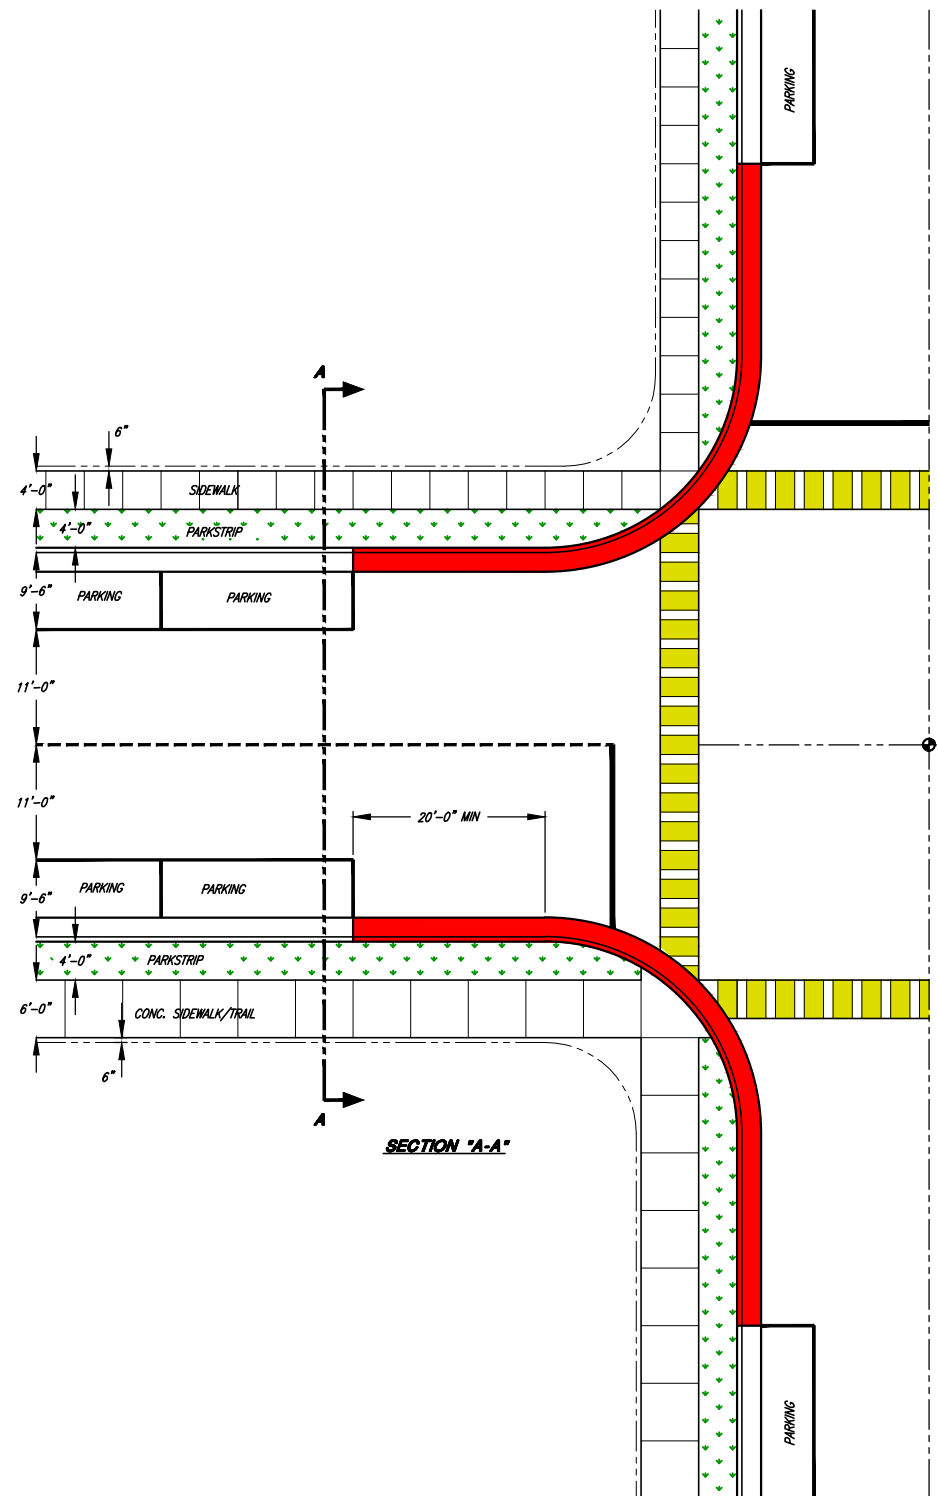 PARKING
A
6"
4'-0"
SIDEWALK
4'-0"
PARKSTRIP
9'-6"
PARKING
PARKING
11'-0"
11'-0"
20'-0" MIN
PARKING
PARKING
9'-6"
4'-0"
PARKSTRIP
6'-0"
CONC. SIDEWALK/TRAIL
6"
A
SECTION "A-A"
PARKING